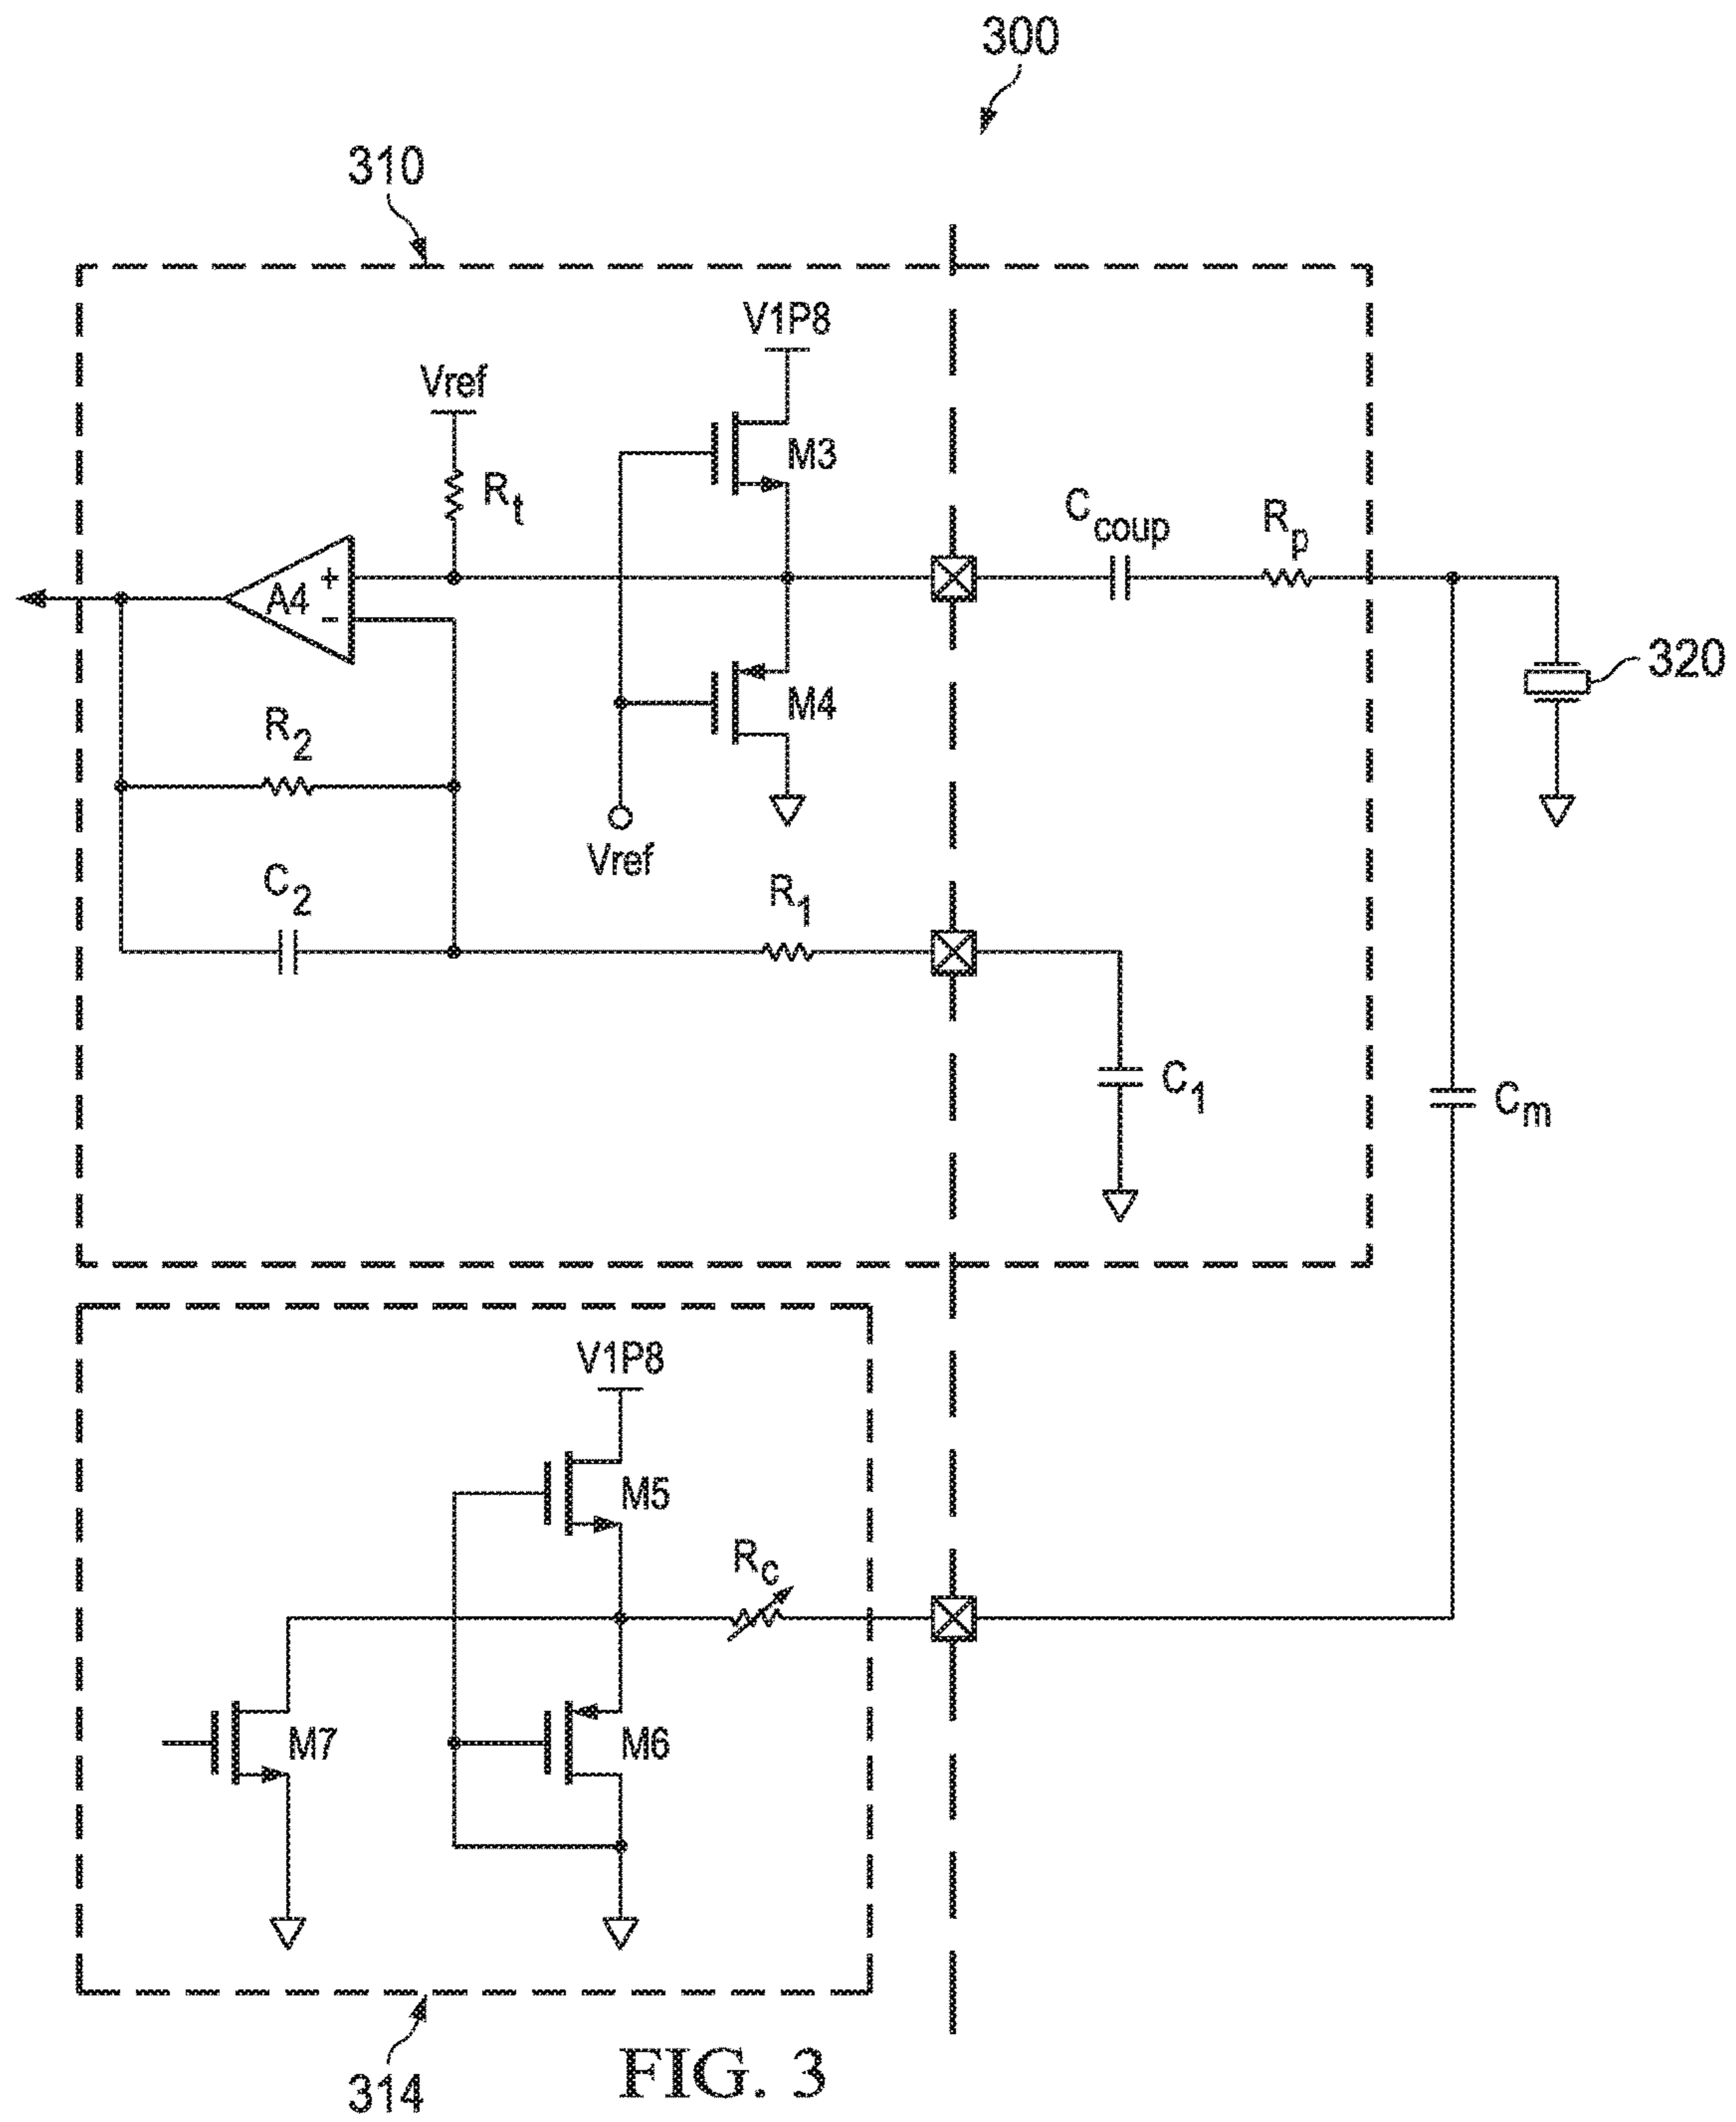 300
310
V1P8
Vref
M3
Rt
Ccoup
Rp
+
A4
-
320
M4
R2
Vref
C2
R1
C1
Cm
V1P8
M5
Rc
M7
M6
314
FIG. 3